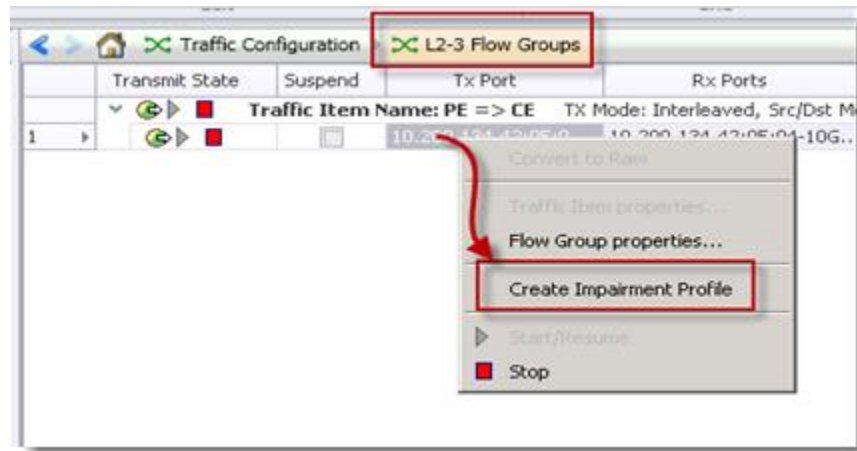 Traffic Configuration L2-3 Flow Groups
Transmit State Suspend Tx Port Rx Ports
Traffic Item Name: PE => CE TX Mode: Interleaved, Src/Dst M
1
Convert to Raw
Traffic Item properties...
Flow Group properties...
Create Impairment Profile
Start/Resume
Stop